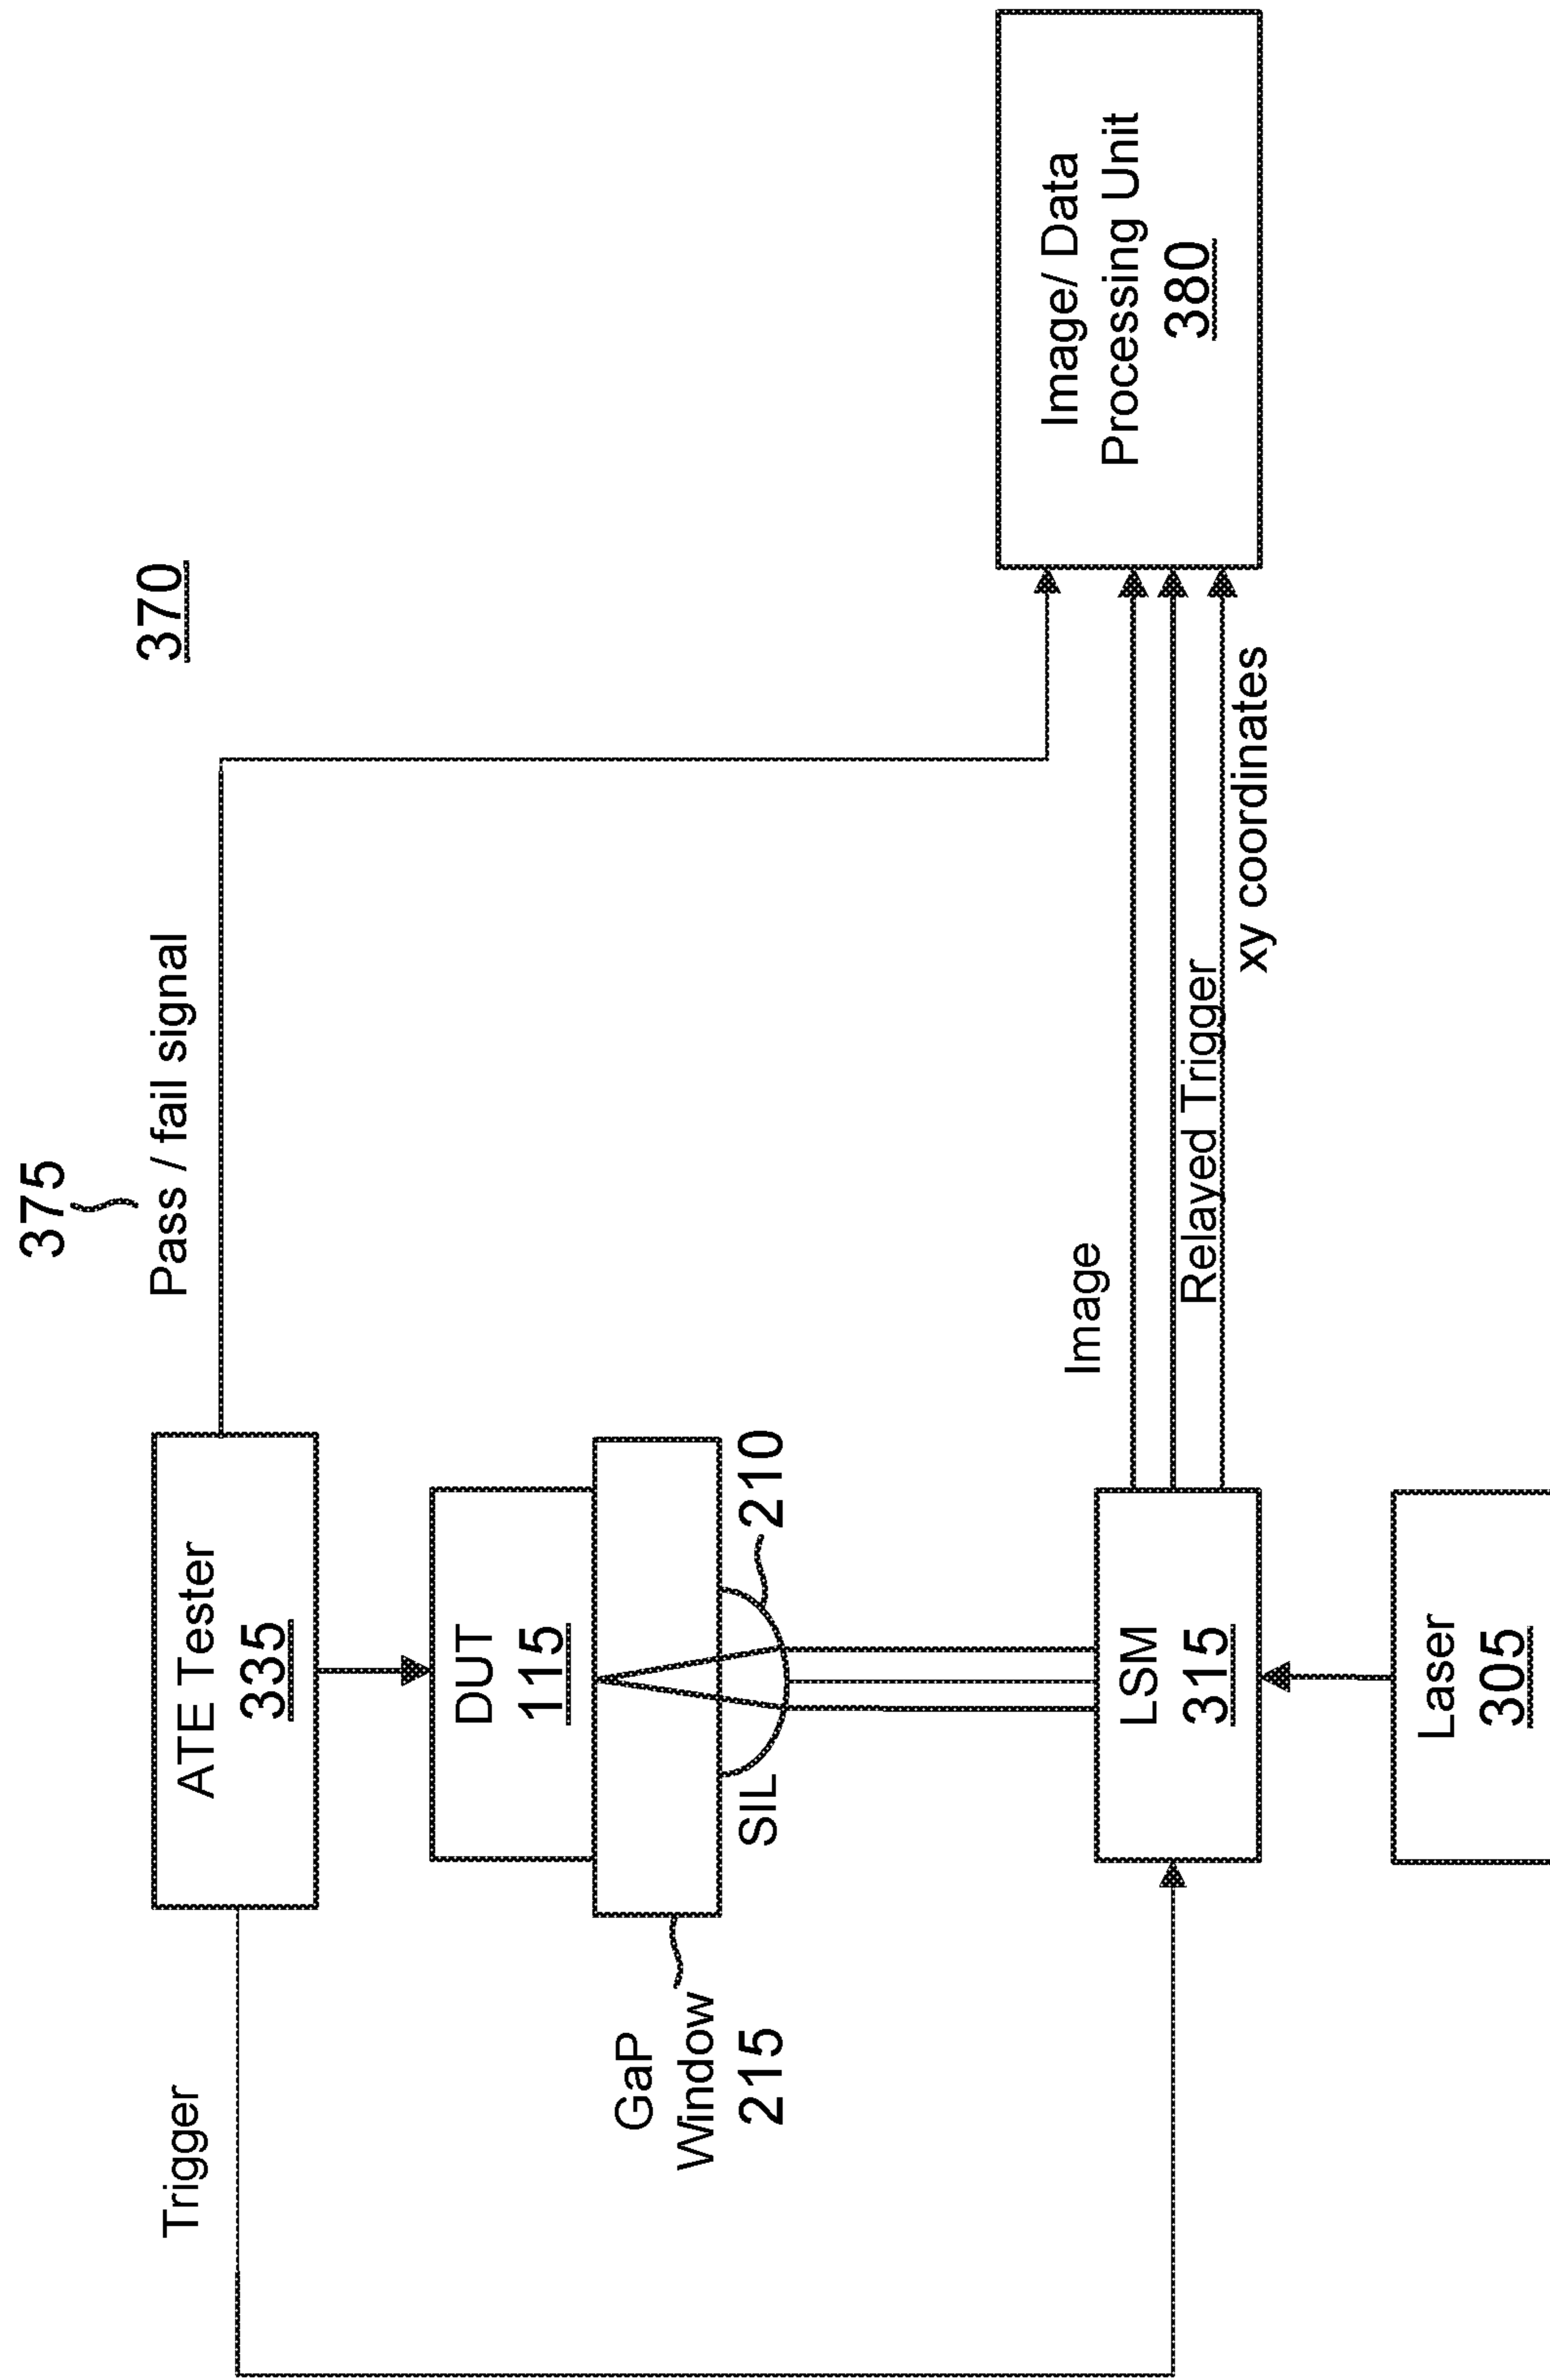 375
370
Trigger
Pass / fail signal
ATE Tester
335
DUT
115
GaP
Window
215
SIL
210
Image
Image/ Data
Processing Unit
380
LSM
315
Relayed Trigger
xy coordinates
Laser
305